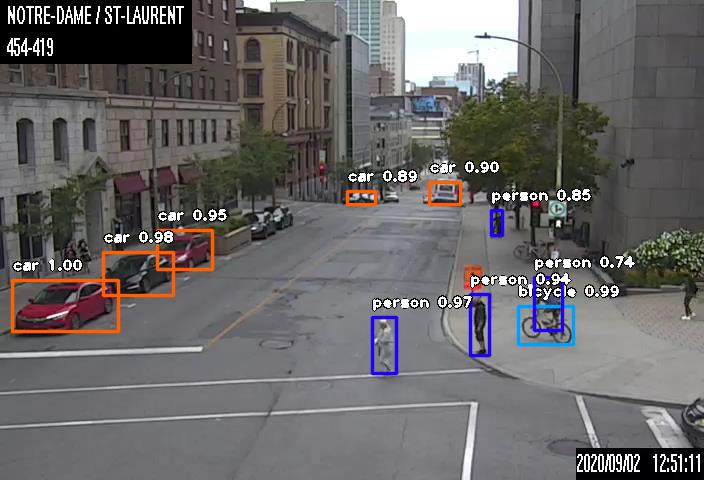 NOTRE-DAME / ST-LAURENT
454-419
car 0.89
car 0.90
person 0.85
car 0.95
car 0.98
car 1.00
person 0.74
person 0.94
bicycle 0.99
person 0.97
2020/09/02 12:51:11